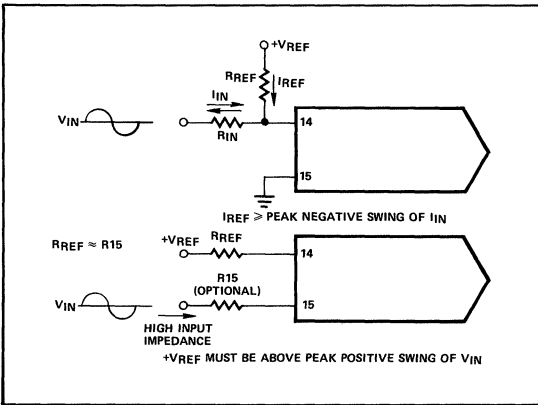 +VREF
RREF
IREF
IIN
VIN
RIN
14
15
IREF ⩾ PEAK NEGATIVE SWING OF IIN
RREF ≈ R15
+VREF
RREF
14
R15
(OPTIONAL)
VIN
15
HIGH INPUT
IMPEDANCE
+VREF MUST BE ABOVE PEAK POSITIVE SWING OF VIN